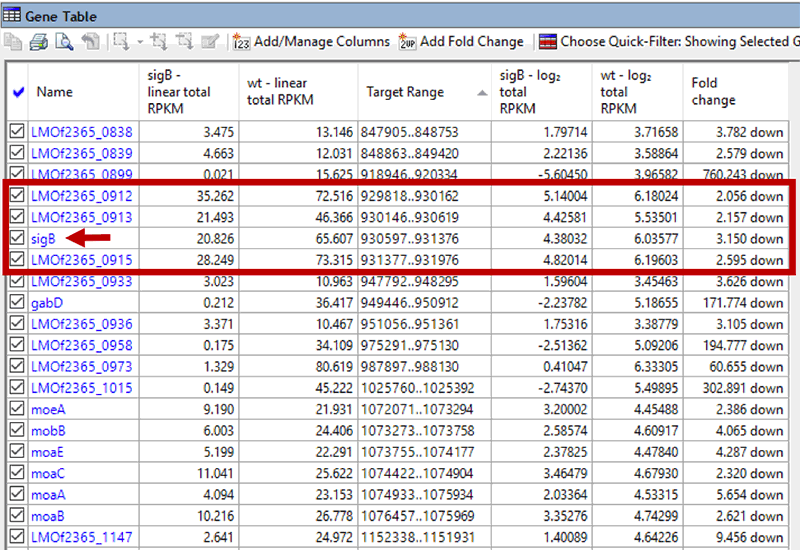 Gene Table
Add/Manage Columns Add Fold Change Choose Quick-Filter: Showing Selected G
Name sigB - linear total RPKM wt - linear total RPKM Target Range sigB - log₂ total RPKM wt - log₂ total RPKM Fold change
LMOf2365_0838 3.475 13.146 847905..848753 1.79714 3.71658 3.782 down
LMOf2365_0839 4.663 12.031 848863..849420 2.22136 3.58864 2.579 down
LMOf2365_0899 0.021 15.625 918946..920334 -5.60450 3.96582 760.243 down
LMOf2365_0912 35.262 72.516 929818..930162 5.14004 6.18024 2.056 down
LMOf2365_0913 21.493 46.366 930146..930619 4.42581 5.53501 2.157 down
sigB 20.826 65.607 930597..931376 4.38032 6.03577 3.150 down
LMOf2365_0915 28.249 73.315 931377..931976 4.82014 6.19603 2.595 down
LMOf2365_0933 3.023 10.963 947792..948295 1.59604 3.45463 3.626 down
gabD 0.212 36.417 949446..950912 -2.23782 5.18655 171.774 down
LMOf2365_0936 3.371 10.467 951056..951361 1.75316 3.38779 3.105 down
LMOf2365_0958 0.175 34.109 975291..975130 -2.51362 5.09206 194.777 down
LMOf2365_0973 1.329 80.619 987897..988130 0.41047 6.33305 60.655 down
LMOf2365_1015 0.149 45.222 1025760..1025392 -2.74370 5.49895 302.891 down
moeA 9.190 21.931 1072071..1073294 3.20002 4.45488 2.386 down
mobB 6.003 24.406 1073273..1073758 2.58574 4.60917 4.065 down
moaE 5.199 22.291 1073755..1074177 2.37825 4.47840 4.287 down
moaC 11.041 25.622 1074422..1074904 3.46479 4.67930 2.320 down
moaA 4.094 23.153 1074933..1075934 2.03364 4.53315 5.654 down
moaB 10.216 26.778 1076457..1075969 3.35276 4.74299 2.621 down
LMOf2365_1147 2.641 24.972 1152338..1151931 1.40089 4.64226 9.456 down